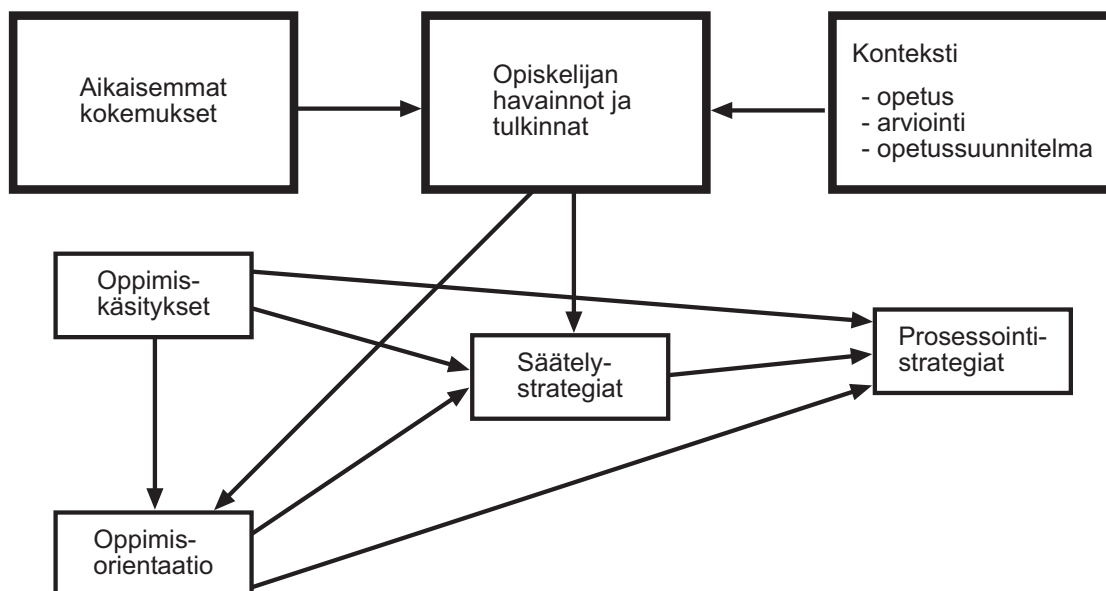 Aikaisemmat
kokemukset
Opiskelijan
havainnot ja
tulkinnat
Konteksti
- opetus
- arviointi
- opetussuunnitelma
Oppimis-
käsitykset
Säätely-
strategiat
Prosessointi-
strategiat
Oppimis-
orientaatio